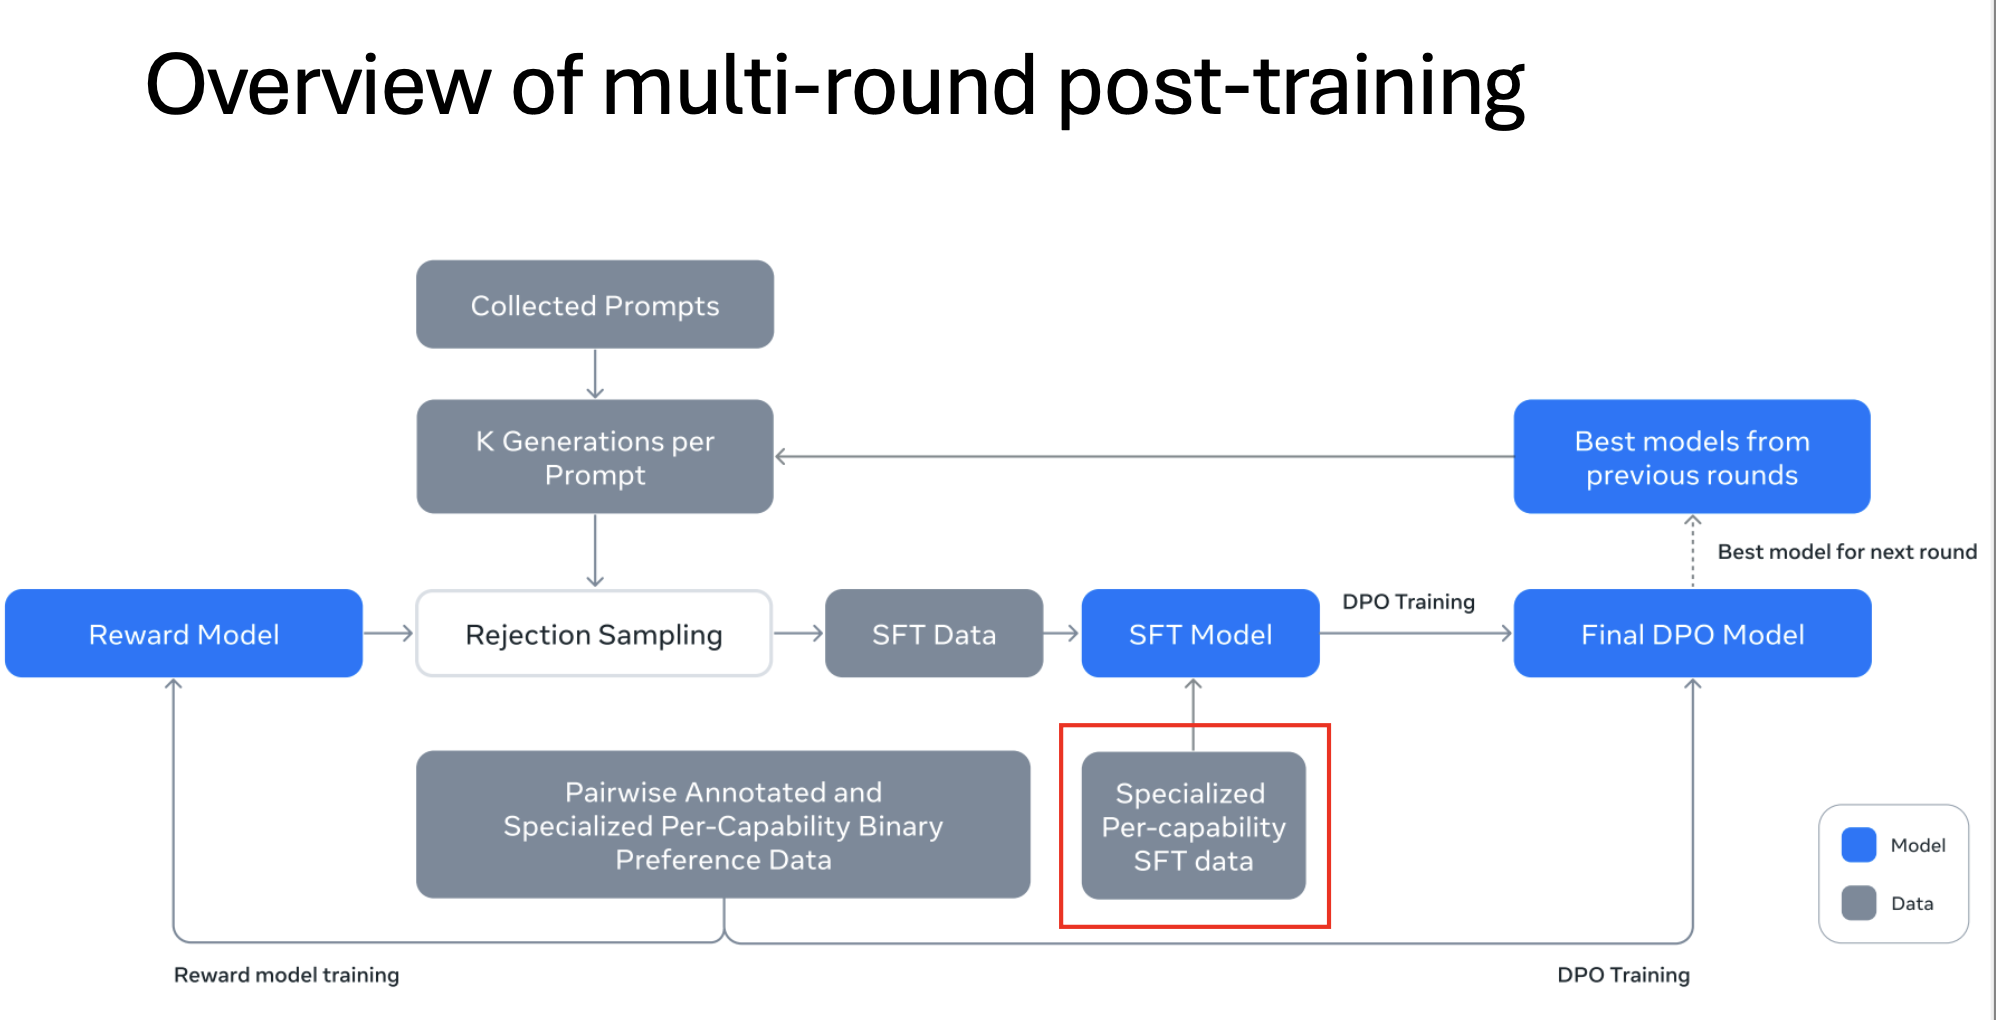 Overview of multi-round post-training
Collected Prompts
K Generations per
Prompt
Best models from
previous rounds
Best model for next round
Reward Model
Rejection Sampling
SFT Data
SFT Model
DPO Training
Final DPO Model
Pairwise Annotated and
Specialized Per-Capability Binary
Preference Data
Specialized
Per-capability
SFT data
Model
Data
Reward model training
DPO Training